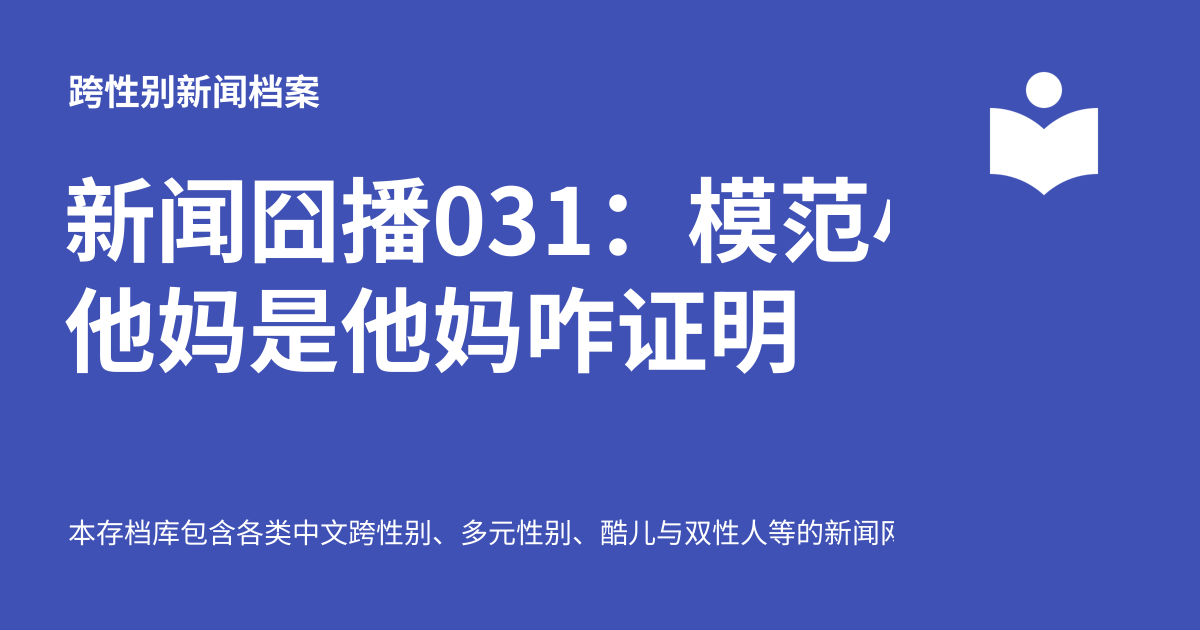 跨性别新闻档案
新闻囧播031：模范
他妈是他妈咋证明
本存档库包含各类中文跨性别、多元性别、酷儿与双性人等的新闻网